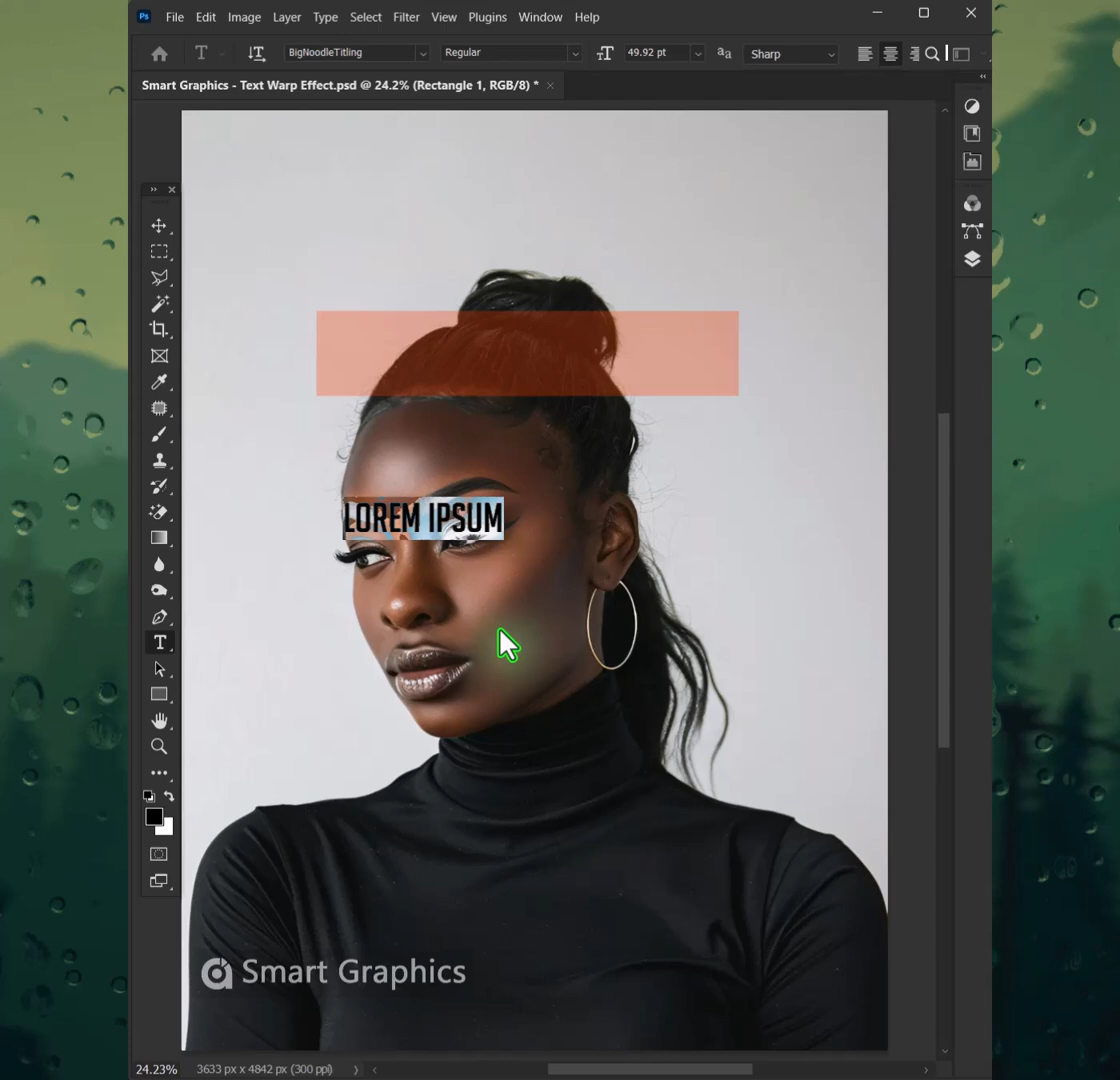 Ps File Edit Image Layer Type Select Filter View Plugins Window Help
T BigNoodleTitling Regular 49.92 pt aa Sharp
Smart Graphics - Text Warp Effect.psd @ 24.2% (Rectangle 1, RGB/8) *
LOREM IPSUM
Smart Graphics
24.23% 3633 px x 4842 px (300 ppi)